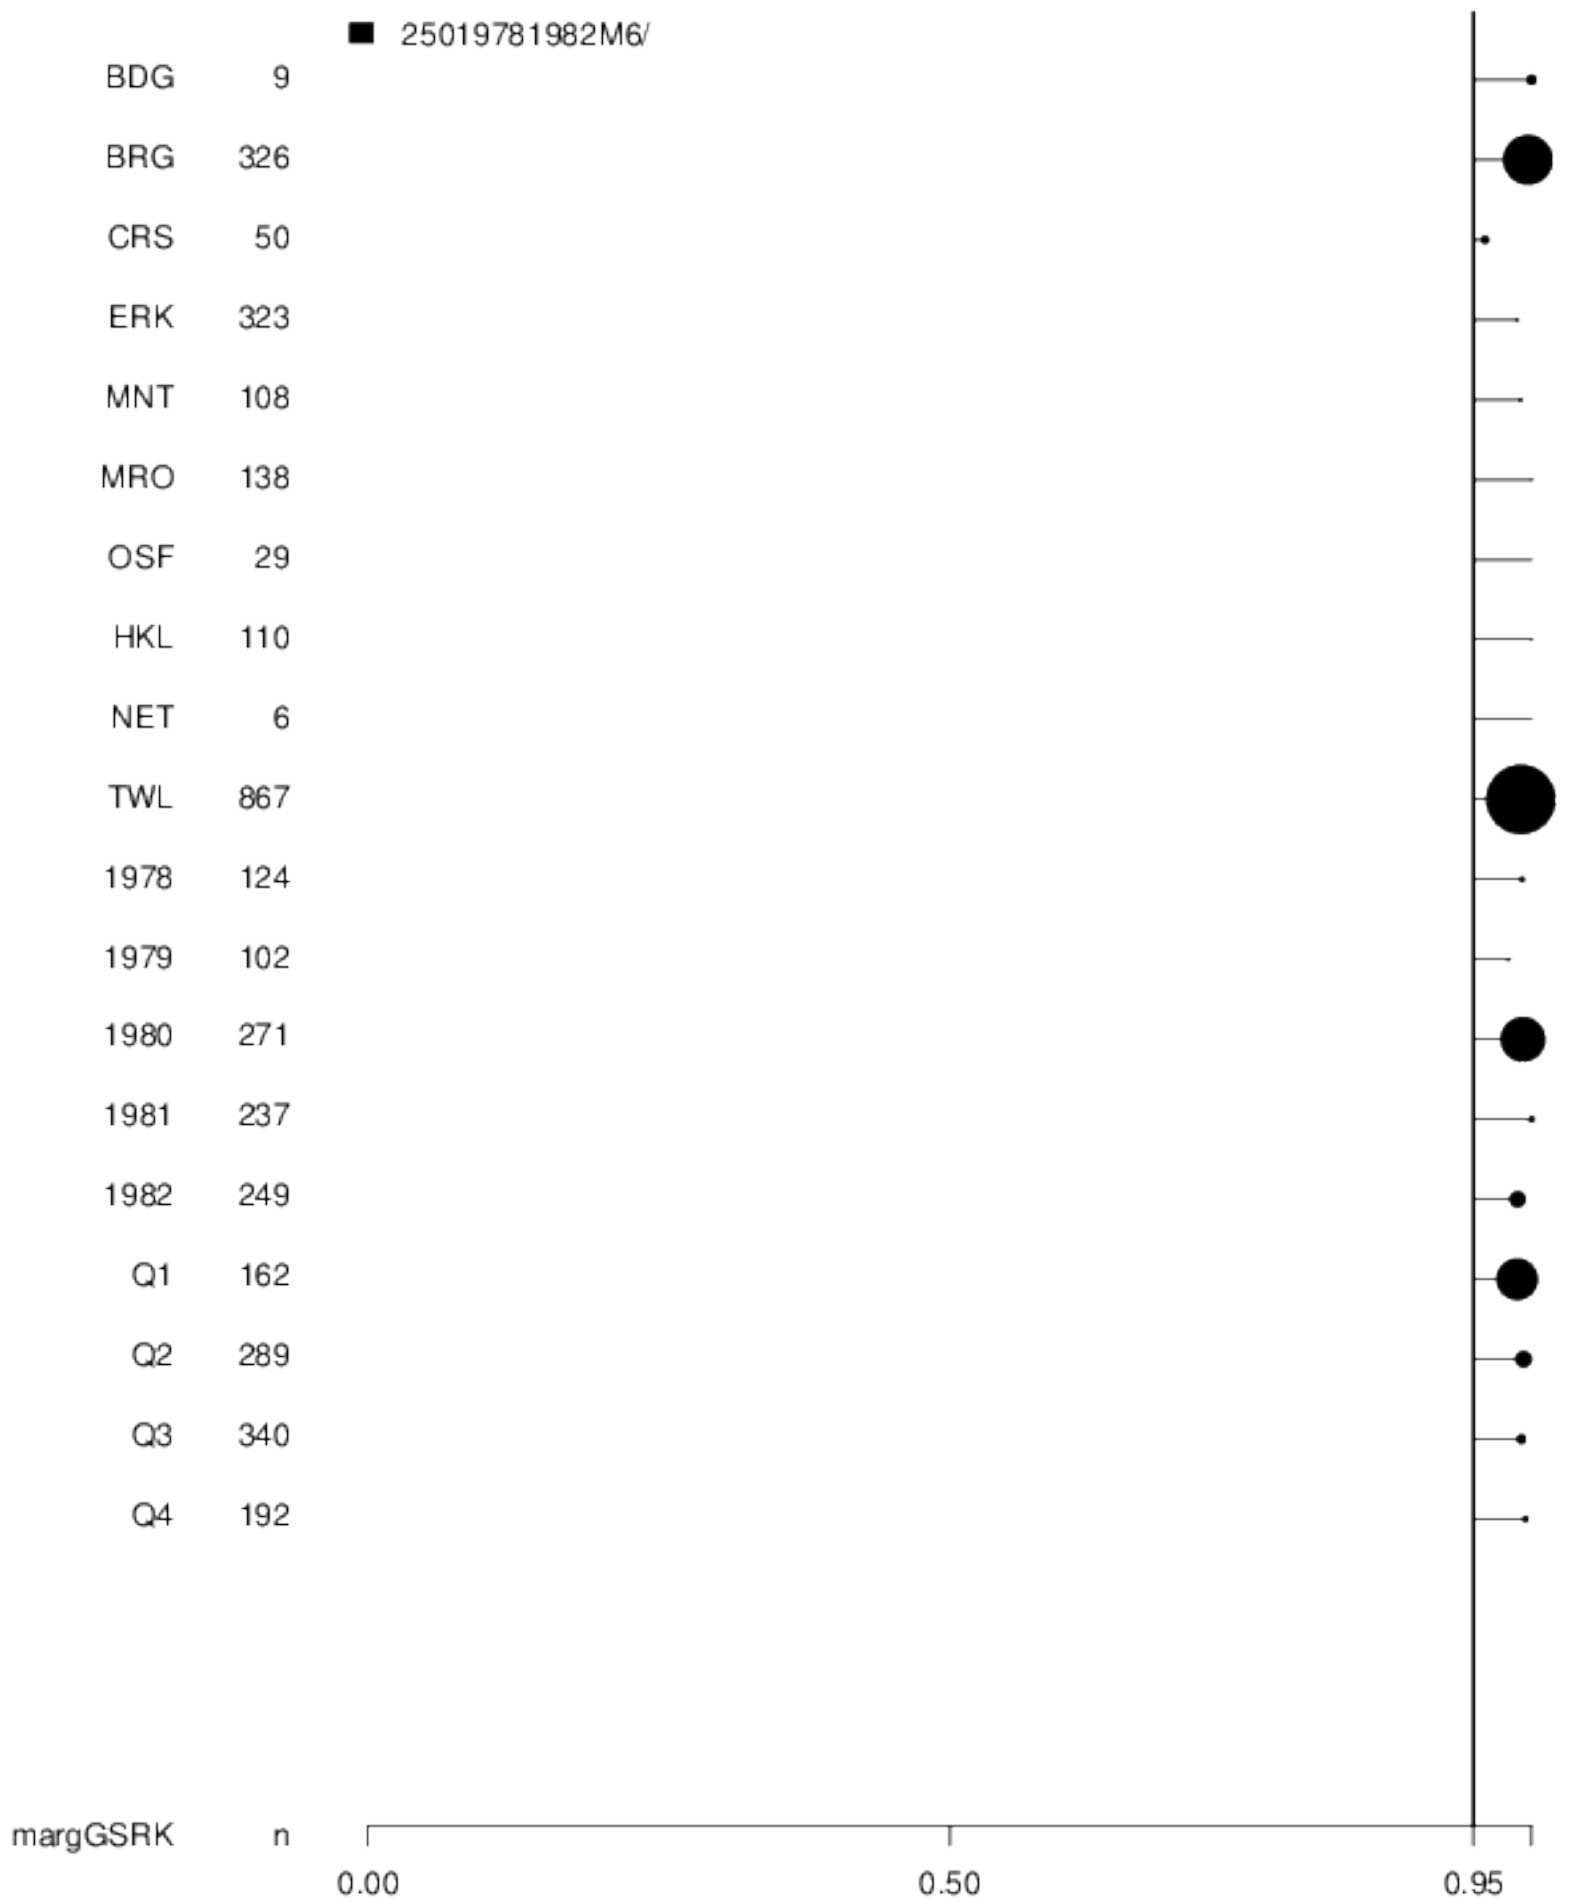 25019781982M6/
BDG 9
BRG 326
CRS 50
ERK 323
MNT 108
MRO 138
OSF 29
HKL 110
NET 6
TWL 867
1978 124
1979 102
1980 271
1981 237
1982 249
Q1 162
Q2 289
Q3 340
Q4 192
margGSRK n
0.00 0.50 0.95